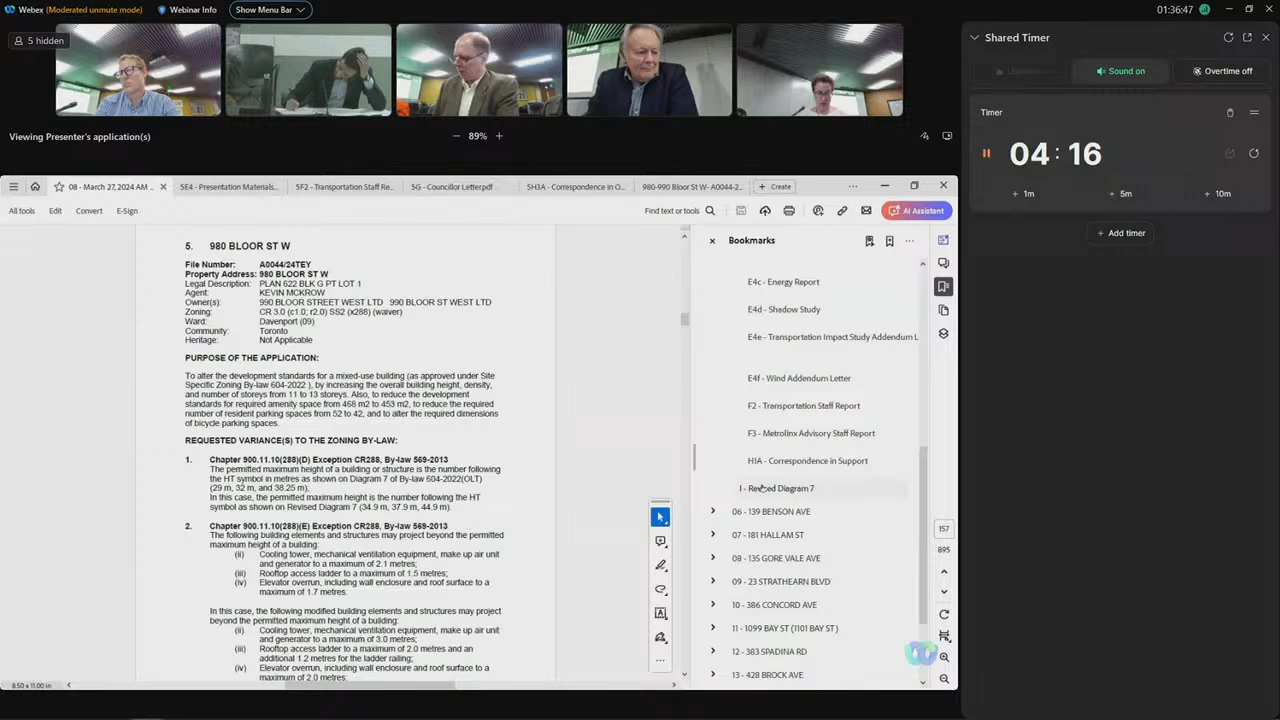 Webex (Moderated unmute mode) Webinar Info Show Menu Bar 01:36:47
5 hidden
Viewing Presenter's application(s) 89%
08 - March 27, 2024 AM ... 5E4 - Presentation Materials... 5F2 - Transportation Staff Re... 5G - Councillor Letter.pdf 5H3A - Correspondence in O... 980-990 Bloor St W- A0044-2... Create
All tools Edit Convert E-Sign Find text or tools AI Assistant
5. 980 BLOOR ST W
File Number: A0044/24TEY
Property Address: 980 BLOOR ST W
Legal Description: PLAN 622 BLK G PT LOT 1
Agent: KEVIN MCKROW
Owner(s): 990 BLOOR STREET WEST LTD 990 BLOOR ST WEST LTD
Zoning: CR 3.0 (c1.0; r2.0) SS2 (x288) (waiver)
Ward: Davenport (09)
Community: Toronto
Heritage: Not Applicable
PURPOSE OF THE APPLICATION:
To alter the development standards for a mixed-use building (as approved under Site
Specific Zoning By-law 604-2022 ), by increasing the overall building height, density,
and number of storeys from 11 to 13 storeys. Also, to reduce the development
standards for required amenity space from 468 m2 to 453 m2, to reduce the required
number of resident parking spaces from 52 to 42, and to alter the required dimensions
of bicycle parking spaces.
REQUESTED VARIANCE(S) TO THE ZONING BY-LAW:
1. Chapter 900.11.10(288)(D) Exception CR288, By-law 569-2013
The permitted maximum height of a building or structure is the number following
the HT symbol in metres as shown on Diagram 7 of By-law 604-2022(OLT)
(29 m, 32 m, and 38.25 m);
In this case, the permitted maximum height is the number following the HT
symbol as shown on Revised Diagram 7 (34.9 m, 37.9 m, 44.9 m).
2. Chapter 900.11.10(288)(E) Exception CR288, By-law 569-2013
The following building elements and structures may project beyond the permitted
maximum height of a building:
(ii) Cooling tower, mechanical ventilation equipment, make up air unit
and generator to a maximum of 2.1 metres;
(iii) Rooftop access ladder to a maximum of 1.5 metres;
(iv) Elevator overrun, including wall enclosure and roof surface to a
maximum of 1.7 metres.
In this case, the following modified building elements and structures may project
beyond the permitted maximum height of a building:
(ii) Cooling tower, mechanical ventilation equipment, make up air unit
and generator to a maximum of 3.0 metres;
(iii) Rooftop access ladder to a maximum of 2.0 metres and an
additional 1.2 metres for the ladder railing;
(iv) Elevator overrun, including wall enclosure and roof surface to a
maximum of 2.0 metres;
8.50 x 11.00 in
Bookmarks
E4c - Energy Report
E4d - Shadow Study
E4e - Transportation Impact Study Addendum L
E4f - Wind Addendum Letter
F2 - Transportation Staff Report
F3 - Metrolinx Advisory Staff Report
H1A - Correspondence in Support
I - Revised Diagram 7
06 - 139 BENSON AVE
07 - 181 HALLAM ST
08 - 135 GORE VALE AVE
09 - 23 STRATHEARN BLVD
10 - 386 CONCORD AVE
11 - 1099 BAY ST (1101 BAY ST)
12 - 383 SPADINA RD
13 - 428 BROCK AVE
157
895
Shared Timer
Sound on Overtime off
Timer
04 : 16
+ 1m + 5m + 10m
+ Add timer